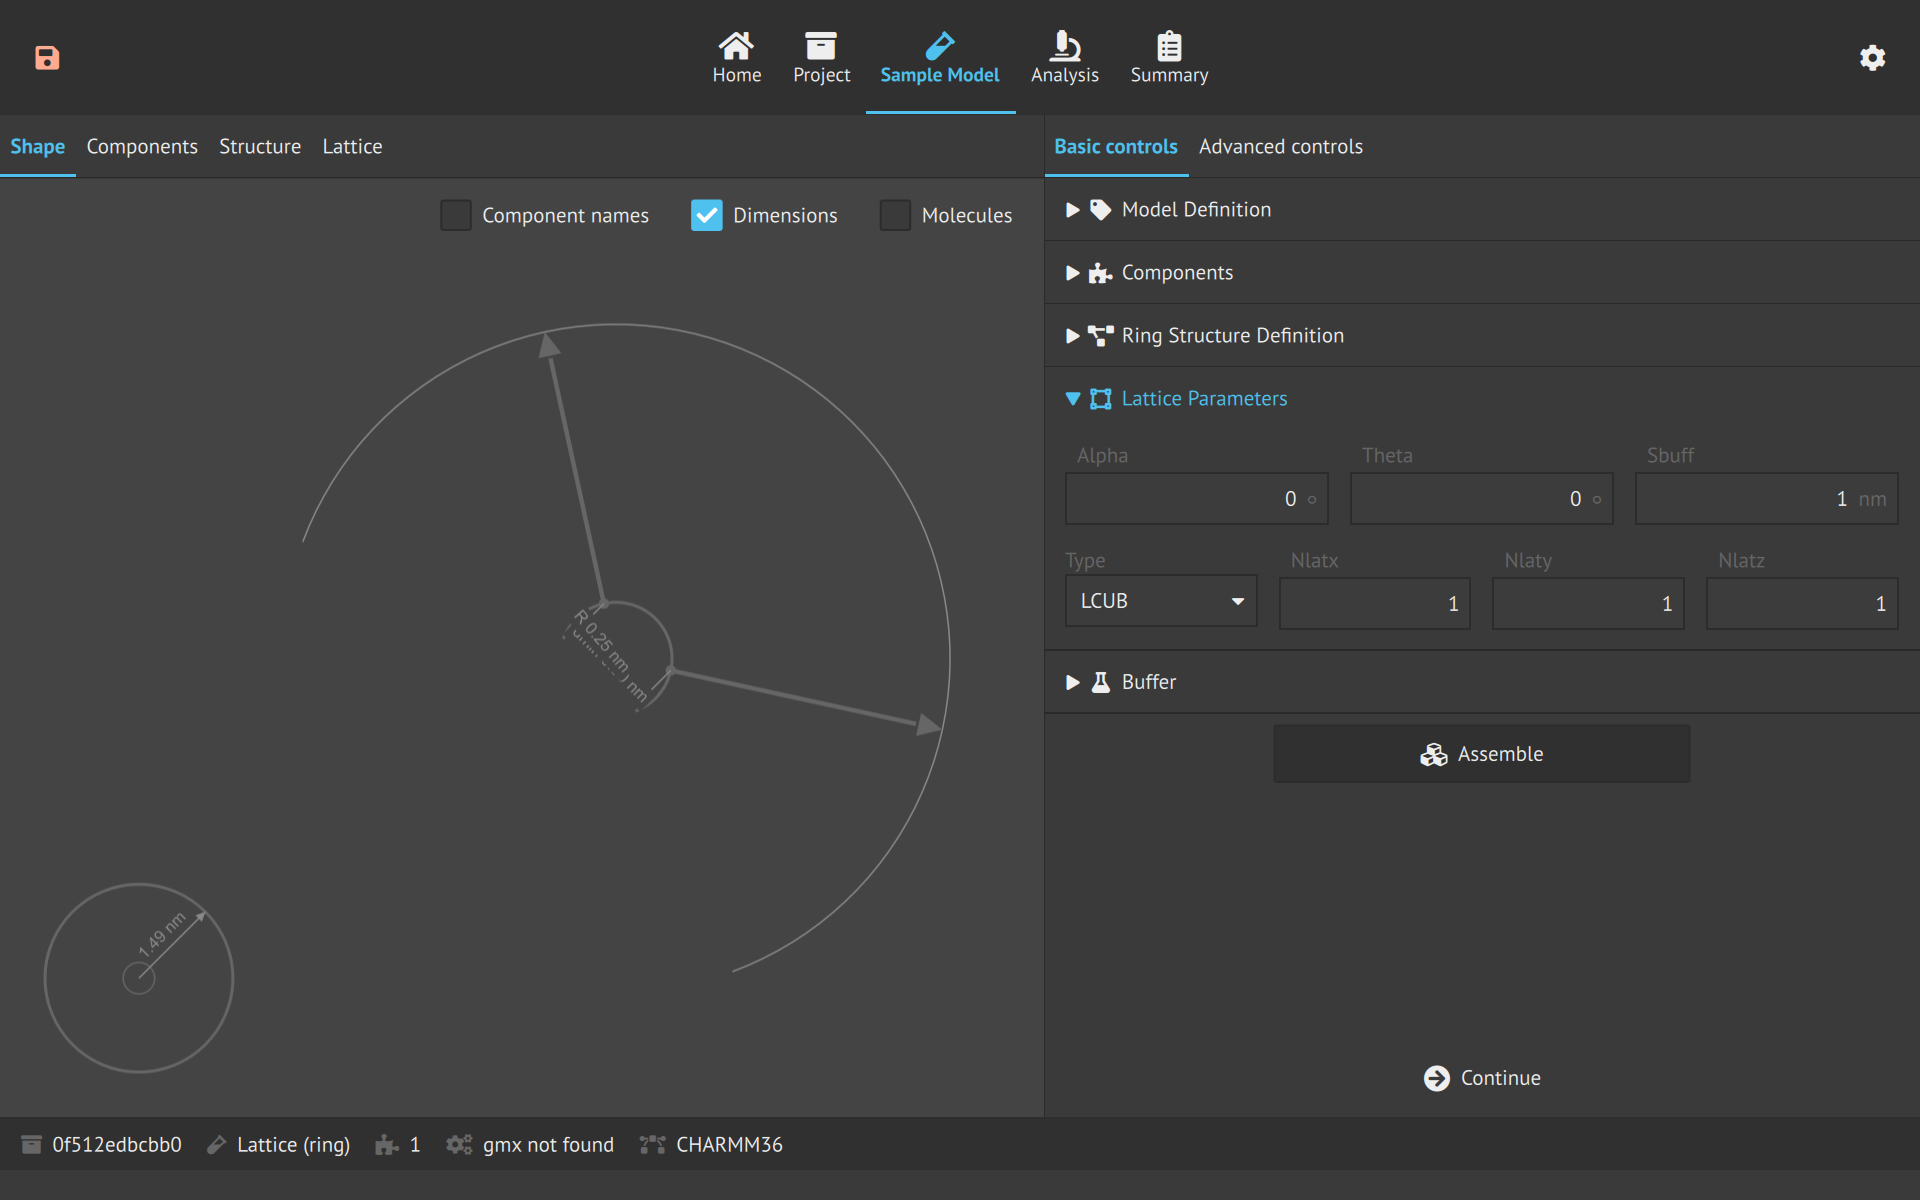 Home Project Sample Model Analysis Summary
Shape Components Structure Lattice
Basic controls Advanced controls
Component names Dimensions Molecules
Model Definition
Components
Ring Structure Definition
Lattice Parameters
Alpha Theta Sbuff
0 ° 0 ° 1 nm
Type Nlatx Nlaty Nlatz
LCUB 1 1 1
R 0.25 nm
nm
Buffer
Assemble
1.49 nm
Continue
0f512edbcbb0 Lattice (ring) 1 gmx not found CHARMM36